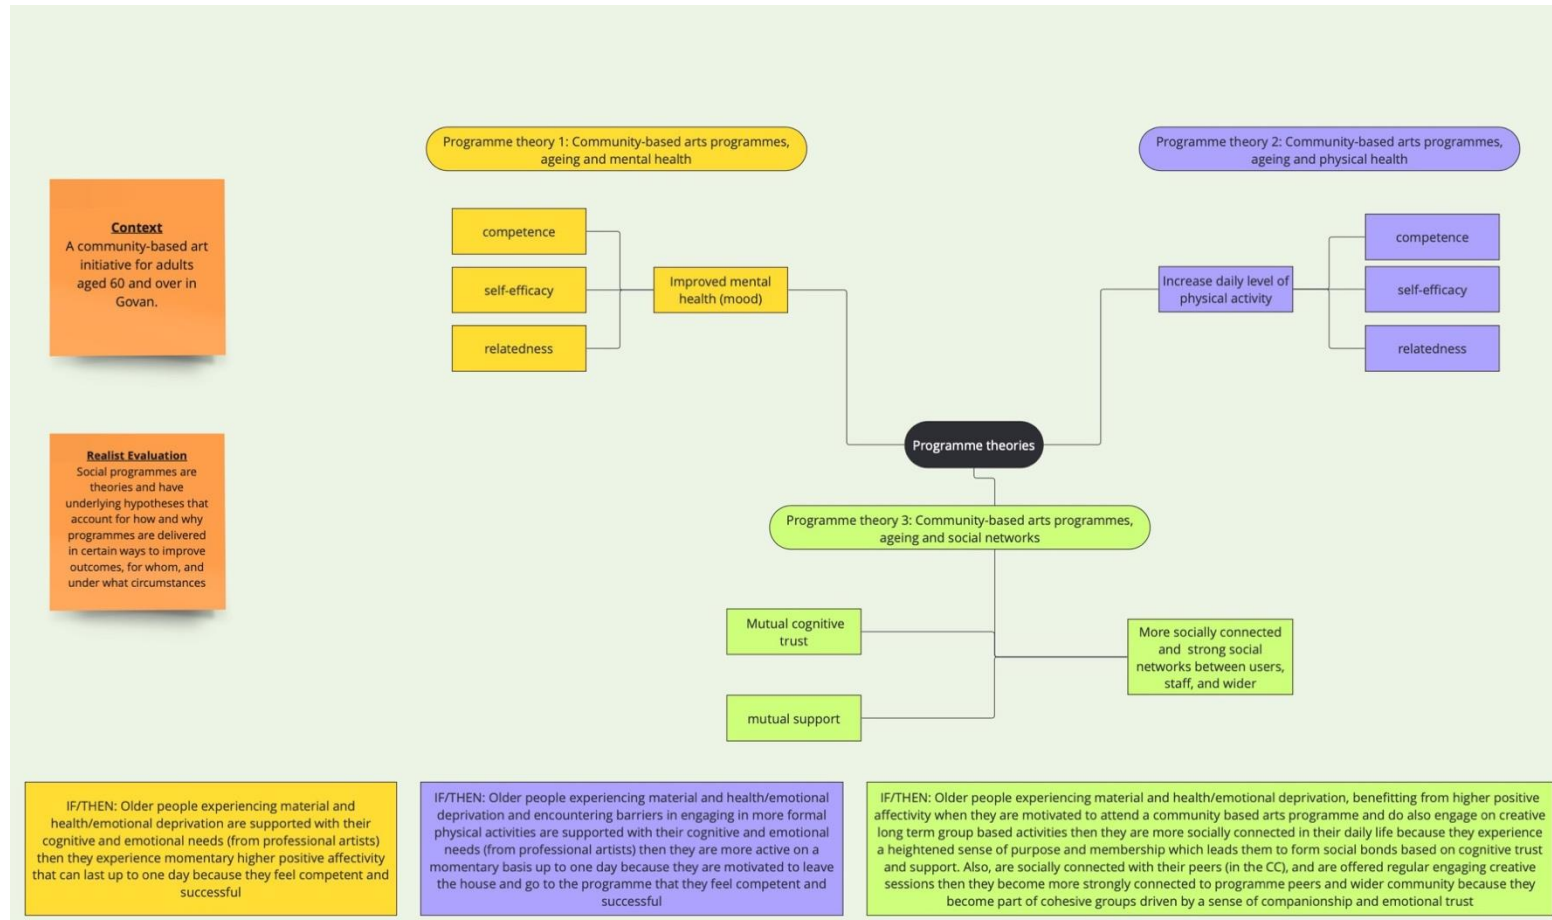 Programme theory 1: Community-based arts programmes,
ageing and mental health
Programme theory 2: Community-based arts programmes,
ageing and physical health
Context
A community-based art
initiative for adults
aged 60 and over in
Govan.
competence
self-efficacy
relatedness
Improved mental
health (mood)
Increase daily level of
physical activity
competence
self-efficacy
relatedness
Realist Evaluation
Social programmes are
theories and have
underlying hypotheses that
account for how and why
programmes are delivered
in certain ways to improve
outcomes, for whom, and
under what circumstances
Programme theories
Programme theory 3: Community-based arts programmes,
ageing and social networks
Mutual cognitive
trust
mutual support
More socially connected
and strong social
networks between users,
staff, and wider
IF/THEN: Older people experiencing material and
health/emotional deprivation are supported with their
cognitive and emotional needs (from professional artists)
then they experience momentary higher positive affectivity
that can last up to one day because they feel competent and
successful
IF/THEN: Older people experiencing material and health/emotional
deprivation and encountering barriers in engaging in more formal
physical activities are supported with their cognitive and emotional
needs (from professional artists) then they are more active on a
momentary basis up to one day because they are motivated to leave
the house and go to the programme that they feel competent and
successful
IF/THEN: Older people experiencing material and health/emotional deprivation, benefitting from higher positive
affectivity when they are motivated to attend a community based arts programme and do also engage on creative
long term group based activities then they are more socially connected in their daily life because they experience
a heightened sense of purpose and membership which leads them to form social bonds based on cognitive trust
and support. Also, are socially connected with their peers (in the CC), and are offered regular engaging creative
sessions then they become more strongly connected to programme peers and wider community because they
become part of cohesive groups driven by a sense of companionship and emotional trust